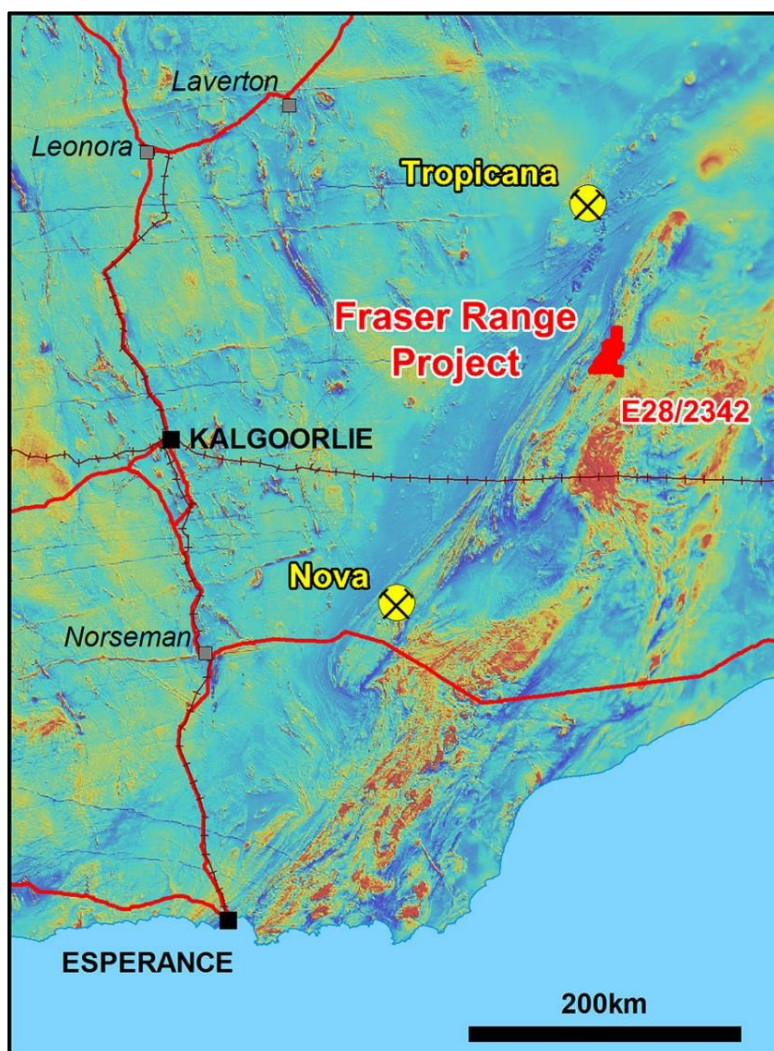 Laverton
Leonora
Tropicana
Fraser Range
Project
E28/2342
KALGOORLIE
Nova
Norseman
ESPERANCE
200km